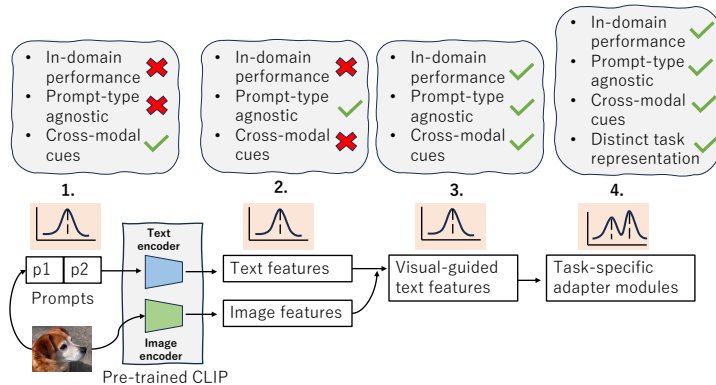 • In-domain
performance
• Prompt-type
agnostic
• Cross-modal
cues
• In-domain
performance
• Prompt-type
agnostic
• Cross-modal
cues
• In-domain
performance
• Prompt-type
agnostic
• Cross-modal
cues
• In-domain
performance
• Prompt-type
agnostic
• Cross-modal
cues
• Distinct task
representation
1.
2.
3.
4.
p1
p2
Prompts
Text
encoder
Image
encoder
Pre-trained CLIP
Text features
Image features
Visual-guided
text features
Task-specific
adapter modules